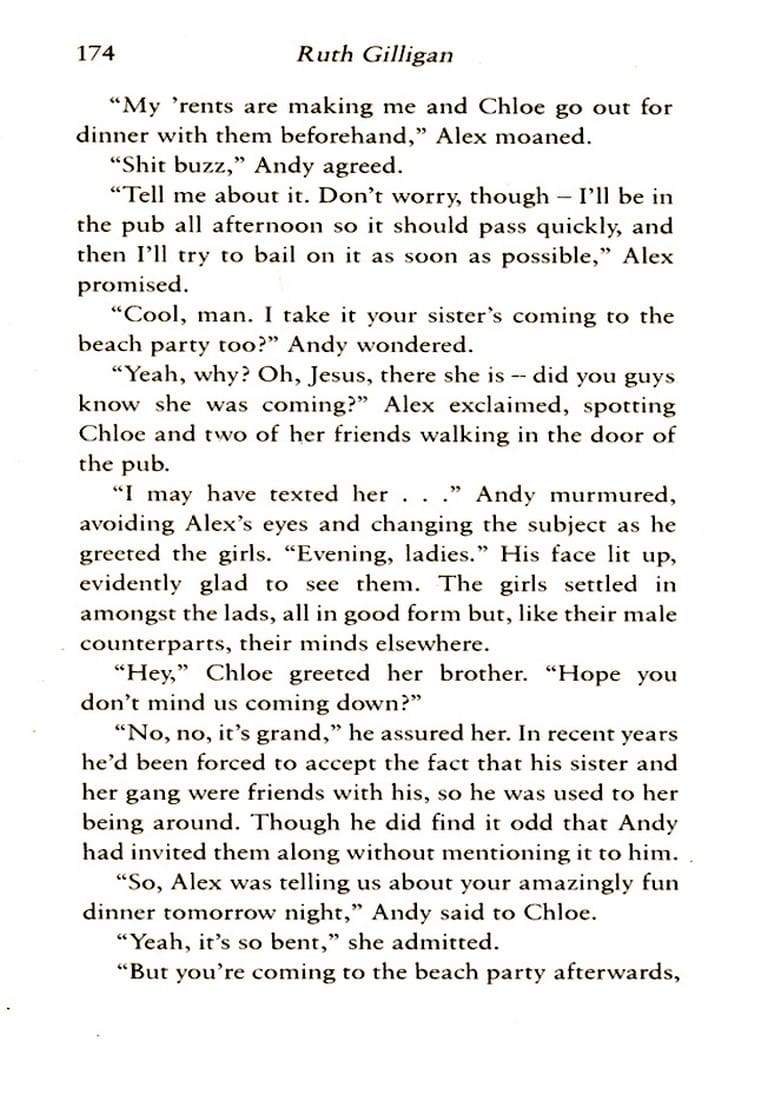 174 Ruth Gilligan
“My ’rents are making me and Chloe go out for
dinner with them beforehand,” Alex moaned.
“Shit buzz,” Andy agreed.
“Tell me about it. Don’t worry, though – I’ll be in
the pub all afternoon so it should pass quickly, and
then I’ll try to bail on it as soon as possible,” Alex
promised.
“Cool, man. I take it your sister’s coming to the
beach party too?” Andy wondered.
“Yeah, why? Oh, Jesus, there she is – did you guys
know she was coming?” Alex exclaimed, spotting
Chloe and two of her friends walking in the door of
the pub.
“I may have texted her . . .” Andy murmured,
avoiding Alex’s eyes and changing the subject as he
greeted the girls. “Evening, ladies.” His face lit up,
evidently glad to see them. The girls settled in
amongst the lads, all in good form but, like their male
counterparts, their minds elsewhere.
“Hey,” Chloe greeted her brother. “Hope you
don’t mind us coming down?”
“No, no, it’s grand,” he assured her. In recent years
he’d been forced to accept the fact that his sister and
her gang were friends with his, so he was used to her
being around. Though he did find it odd that Andy
had invited them along without mentioning it to him.
“So, Alex was telling us about your amazingly fun
dinner tomorrow night,” Andy said to Chloe.
“Yeah, it’s so bent,” she admitted.
“But you’re coming to the beach party afterwards,